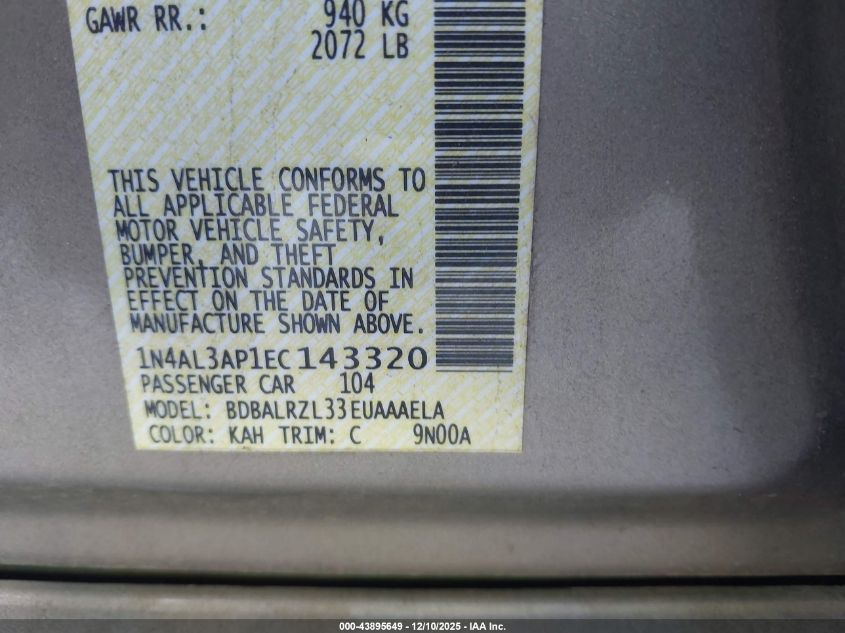 GAWR RR.: 940 KG
2072 LB
THIS VEHICLE CONFORMS TO
ALL APPLICABLE FEDERAL
MOTOR VEHICLE SAFETY,
BUMPER, AND THEFT
PREVENTION STANDARDS IN
EFFECT ON THE DATE OF
MANUFACTURE SHOWN ABOVE.
1N4AL3AP1EC143320
PASSENGER CAR 104
MODEL: BDBALRZL33EUAAAELA
COLOR: KAH TRIM: C 9N00A
000-43895649 - 12/10/2025 - IAA Inc.